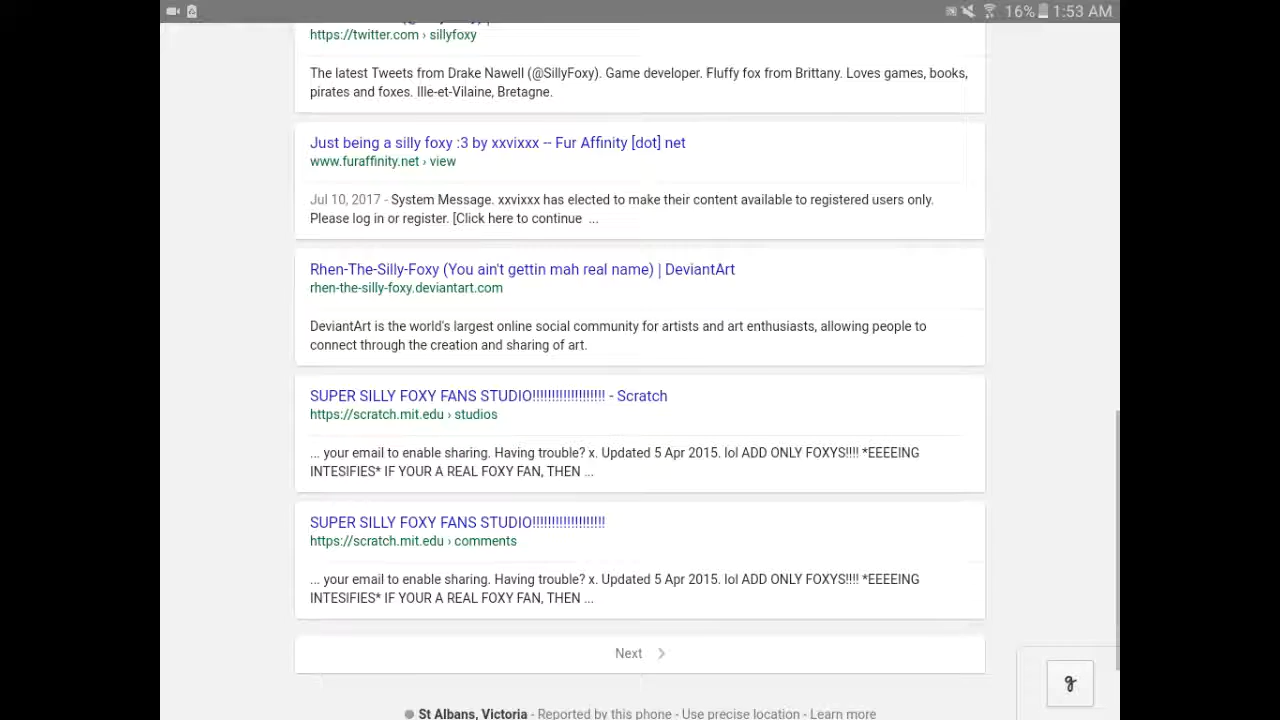 16% 1:53 AM
https://twitter.com › sillyfoxy
The latest Tweets from Drake Nawell (@SillyFoxy). Game developer. Fluffy fox from Brittany. Loves games, books,
pirates and foxes. Ille-et-Vilaine, Bretagne.
Just being a silly foxy :3 by xxvixxx -- Fur Affinity [dot] net
www.furaffinity.net › view
Jul 10, 2017 - System Message. xxvixxx has elected to make their content available to registered users only.
Please log in or register. [Click here to continue ...
Rhen-The-Silly-Foxy (You ain't gettin mah real name) | DeviantArt
rhen-the-silly-foxy.deviantart.com
DeviantArt is the world's largest online social community for artists and art enthusiasts, allowing people to
connect through the creation and sharing of art.
SUPER SILLY FOXY FANS STUDIO!!!!!!!!!!!!!!!!!!! - Scratch
https://scratch.mit.edu › studios
... your email to enable sharing. Having trouble? x. Updated 5 Apr 2015. lol ADD ONLY FOXYS!!!! *EEEEING
INTESIFIES* IF YOUR A REAL FOXY FAN, THEN ...
SUPER SILLY FOXY FANS STUDIO!!!!!!!!!!!!!!!!!!!
https://scratch.mit.edu › comments
... your email to enable sharing. Having trouble? x. Updated 5 Apr 2015. lol ADD ONLY FOXYS!!!! *EEEEING
INTESIFIES* IF YOUR A REAL FOXY FAN, THEN ...
Next
g
St Albans, Victoria - Reported by this phone - Use precise location - Learn more